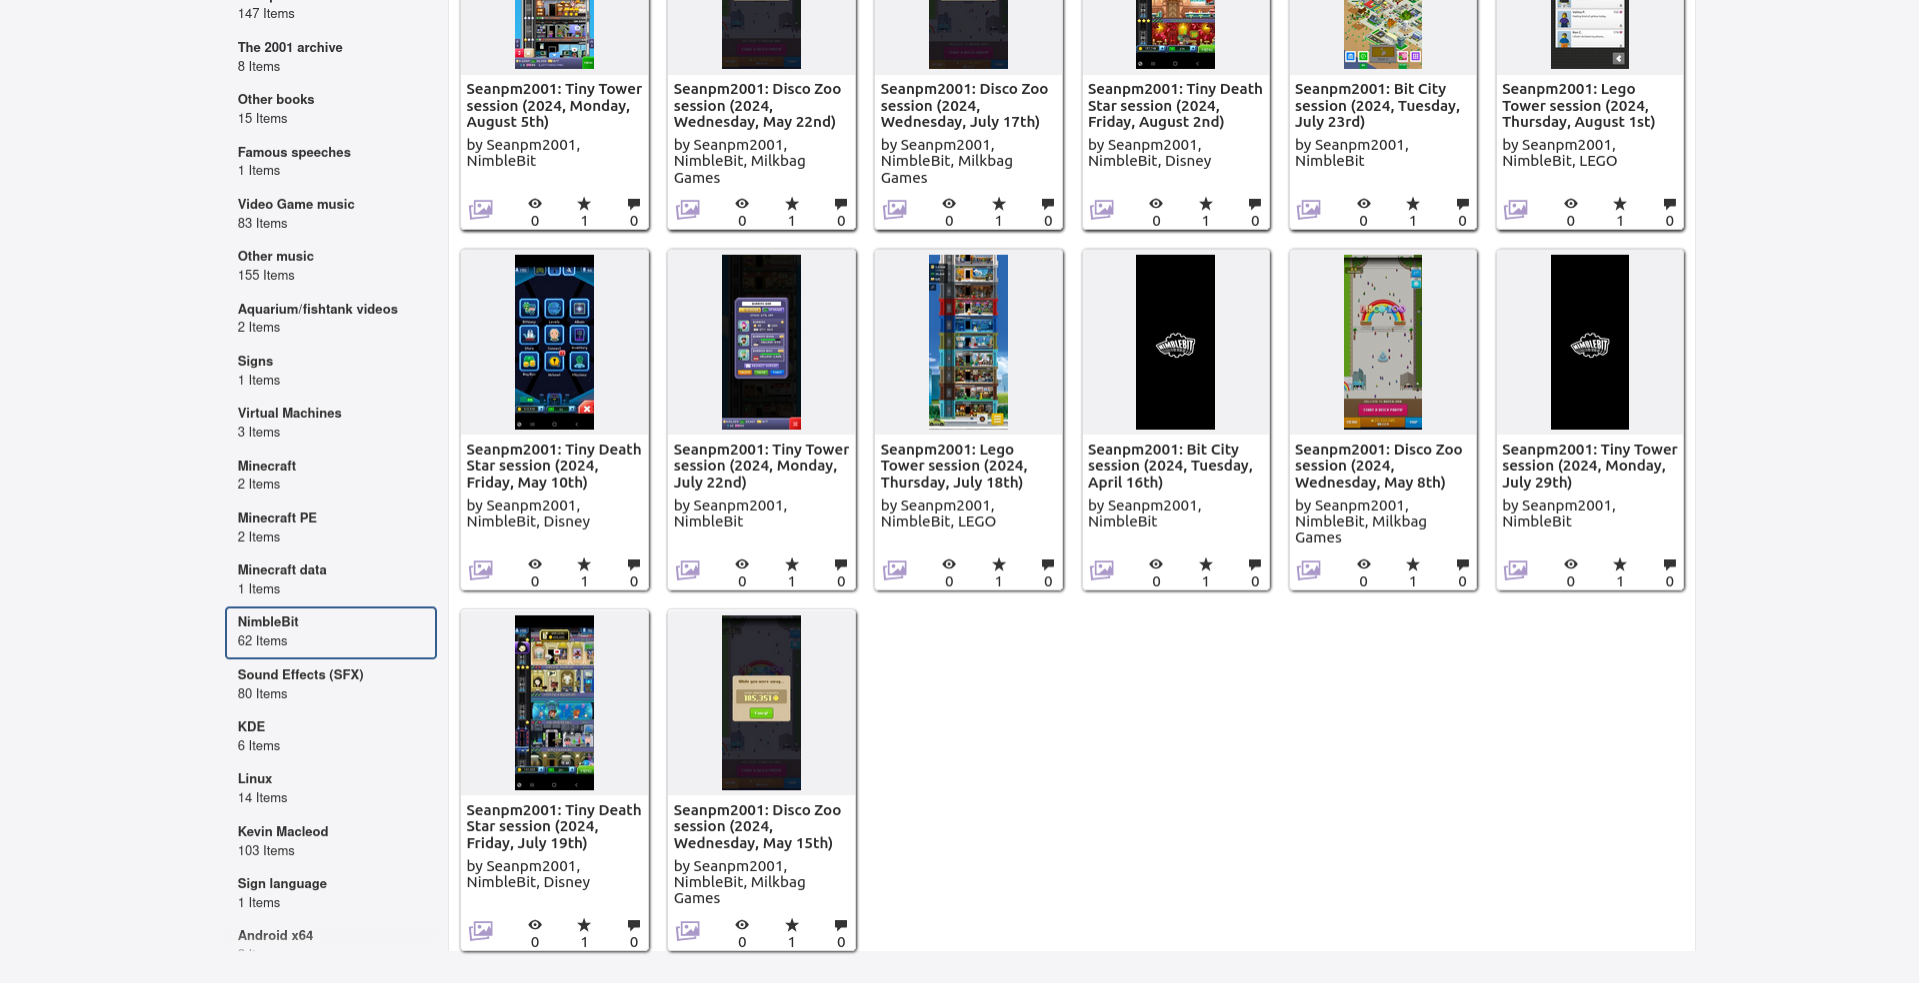 147 Items
The 2001 archive
8 Items
Other books
15 Items
Famous speeches
1 Items
Video Game music
83 Items
Other music
155 Items
Aquarium/fishtank videos
2 Items
Signs
1 Items
Virtual Machines
3 Items
Minecraft
2 Items
Minecraft PE
2 Items
Minecraft data
1 Items
NimbleBit
62 Items
Sound Effects (SFX)
80 Items
KDE
6 Items
Linux
14 Items
Kevin Macleod
103 Items
Sign language
1 Items
Android x64
Seanpm2001: Tiny Tower
session (2024, Monday,
August 5th)
by Seanpm2001,
NimbleBit
0 1 0
Seanpm2001: Disco Zoo
session (2024,
Wednesday, May 22nd)
by Seanpm2001,
NimbleBit, Milkbag
Games
0 1 0
Seanpm2001: Disco Zoo
session (2024,
Wednesday, July 17th)
by Seanpm2001,
NimbleBit, Milkbag
Games
0 1 0
Seanpm2001: Tiny Death
Star session (2024,
Friday, August 2nd)
by Seanpm2001,
NimbleBit, Disney
0 1 0
Seanpm2001: Bit City
session (2024, Tuesday,
July 23rd)
by Seanpm2001,
NimbleBit
0 1 0
Seanpm2001: Lego
Tower session (2024,
Thursday, August 1st)
by Seanpm2001,
NimbleBit, LEGO
0 1 0
Seanpm2001: Tiny Death
Star session (2024,
Friday, May 10th)
by Seanpm2001,
NimbleBit, Disney
0 1 0
Seanpm2001: Tiny Tower
session (2024, Monday,
July 22nd)
by Seanpm2001,
NimbleBit
0 1 0
Seanpm2001: Lego
Tower session (2024,
Thursday, July 18th)
by Seanpm2001,
NimbleBit, LEGO
0 1 0
NIMBLEBIT
Seanpm2001: Bit City
session (2024, Tuesday,
April 16th)
by Seanpm2001,
NimbleBit
0 1 0
DISCO ZOO
Seanpm2001: Disco Zoo
session (2024,
Wednesday, May 8th)
by Seanpm2001,
NimbleBit, Milkbag
Games
0 1 0
NIMBLEBIT
Seanpm2001: Tiny Tower
session (2024, Monday,
July 29th)
by Seanpm2001,
NimbleBit
0 1 0
Seanpm2001: Tiny Death
Star session (2024,
Friday, July 19th)
by Seanpm2001,
NimbleBit, Disney
0 1 0
While you were away...
185,351
Seanpm2001: Disco Zoo
session (2024,
Wednesday, May 15th)
by Seanpm2001,
NimbleBit, Milkbag
Games
0 1 0